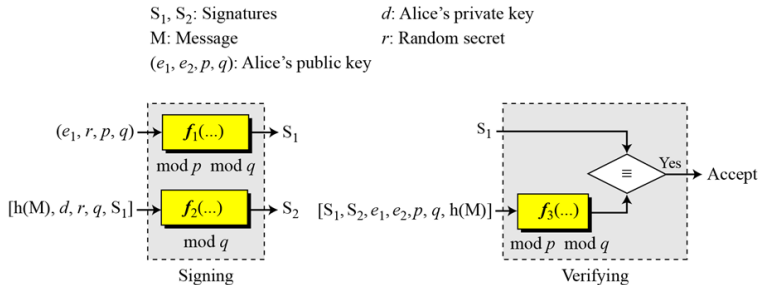 S₁, S₂: Signatures d: Alice's private key
M: Message r: Random secret
(e₁, e₂, p, q): Alice's public key
(e₁, r, p, q) f₁(...) S₁
mod p mod q
[h(M), d, r, q, S₁] f₂(...) S₂
mod q
Signing
S₁
≡ Yes Accept
[S₁, S₂, e₁, e₂, p, q, h(M)] f₃(...)
mod p mod q
Verifying